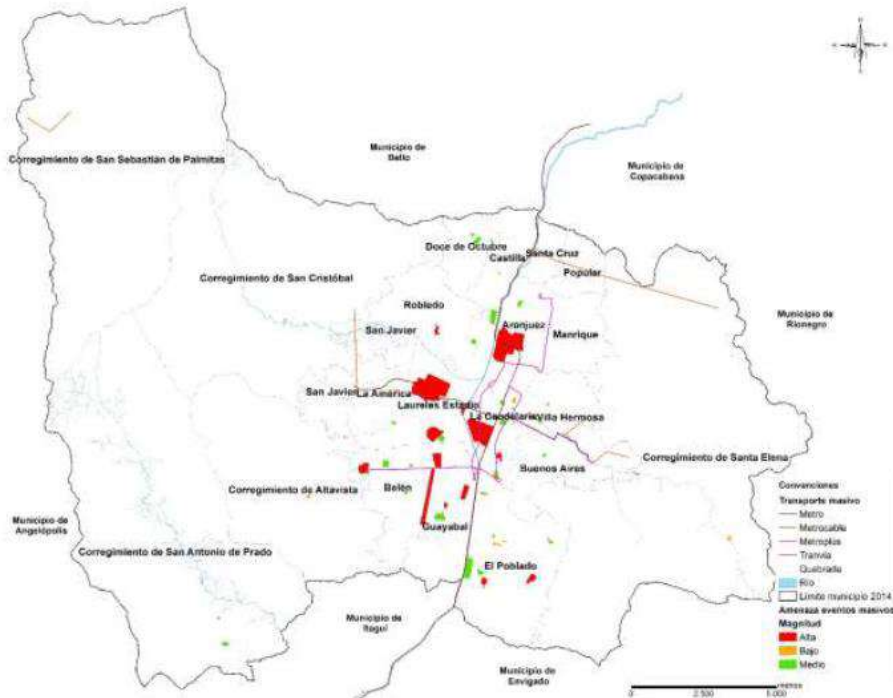 Corregimiento de San Sebastián de Palmitas
Municipio de
Bello
Municipio de
Copacabana
Doce de Octubre
Santa Cruz
Castilla
Popular
Corregimiento de San Cristóbal
Robledo
San Javier
Aranjuez
Manrique
Municipio de
Rionegro
San Javier
La América
Laureles Estadio
La Candelaria
Villa Hermosa
Buenos Aires
Corregimiento de Santa Elena
Corregimiento de Altavista
Belén
Municipio de
Angelópolis
Guayabal
Corregimiento de San Antonio de Prado
El Poblado
Municipio de
Itaguí
Municipio de
Envigado
Convenciones
Transporte masivo
Metro
Metrocable
Metroplus
Tranvía
Quebrada
Río
Límite municipio 2014
Amenaza eventos masivos
Magnitud
Alta
Bajo
Medio
0
2.500
5.000